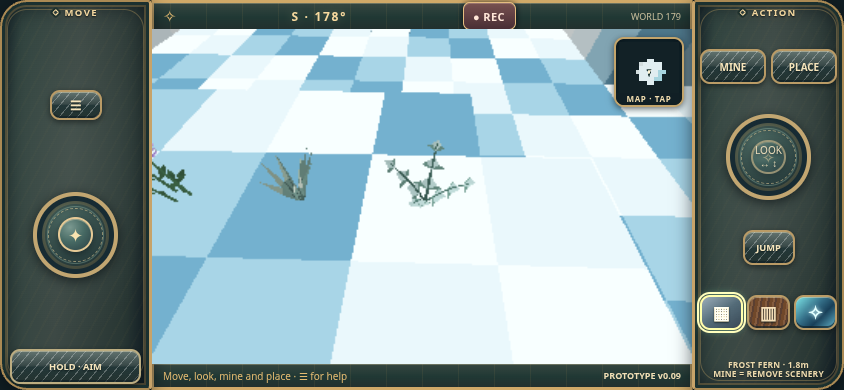 MOVE
S · 178°
● REC
WORLD 179
ACTION
MINE
PLACE
MAP · TAP
LOOK
JUMP
HOLD · AIM
Move, look, mine and place · ☰ for help
PROTOTYPE v0.09
FROST FERN · 1.8m
MINE = REMOVE SCENERY